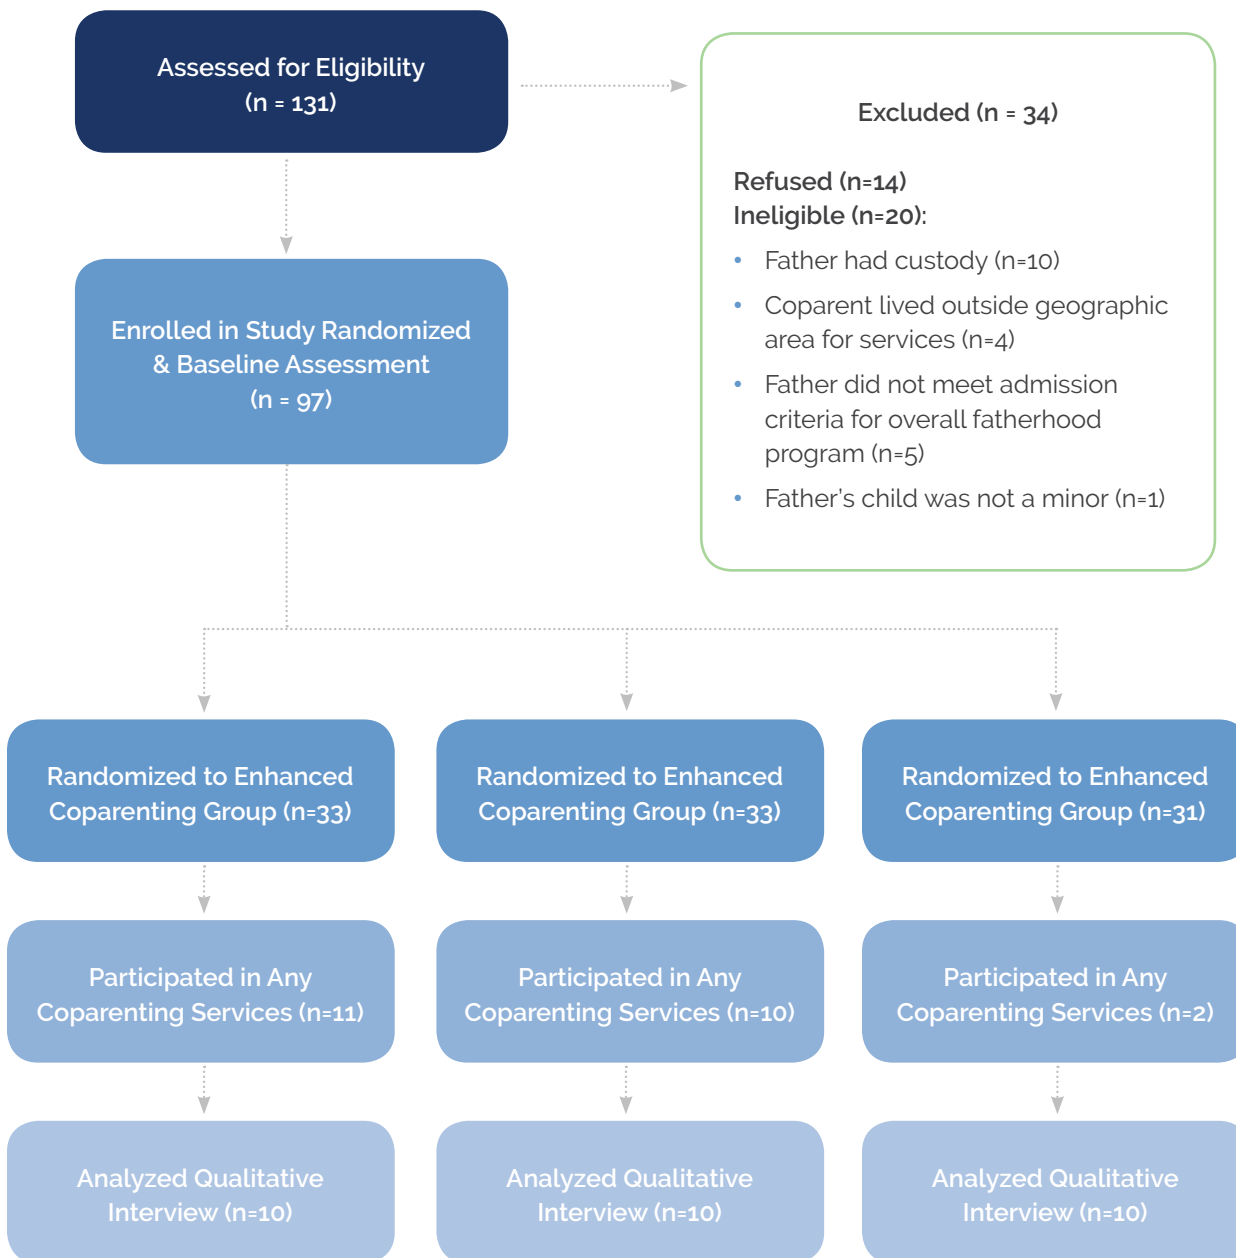 Assessed for Eligibility
(n = 131)
Excluded (n = 34)
Refused (n=14)
Ineligible (n=20):
• Father had custody (n=10)
• Coparent lived outside geographic
area for services (n=4)
• Father did not meet admission
criteria for overall fatherhood
program (n=5)
• Father's child was not a minor (n=1)
Enrolled in Study Randomized
& Baseline Assessment
(n = 97)
Randomized to Enhanced
Coparenting Group (n=33)
Randomized to Enhanced
Coparenting Group (n=33)
Randomized to Enhanced
Coparenting Group (n=31)
Participated in Any
Coparenting Services (n=11)
Participated in Any
Coparenting Services (n=10)
Participated in Any
Coparenting Services (n=2)
Analyzed Qualitative
Interview (n=10)
Analyzed Qualitative
Interview (n=10)
Analyzed Qualitative
Interview (n=10)